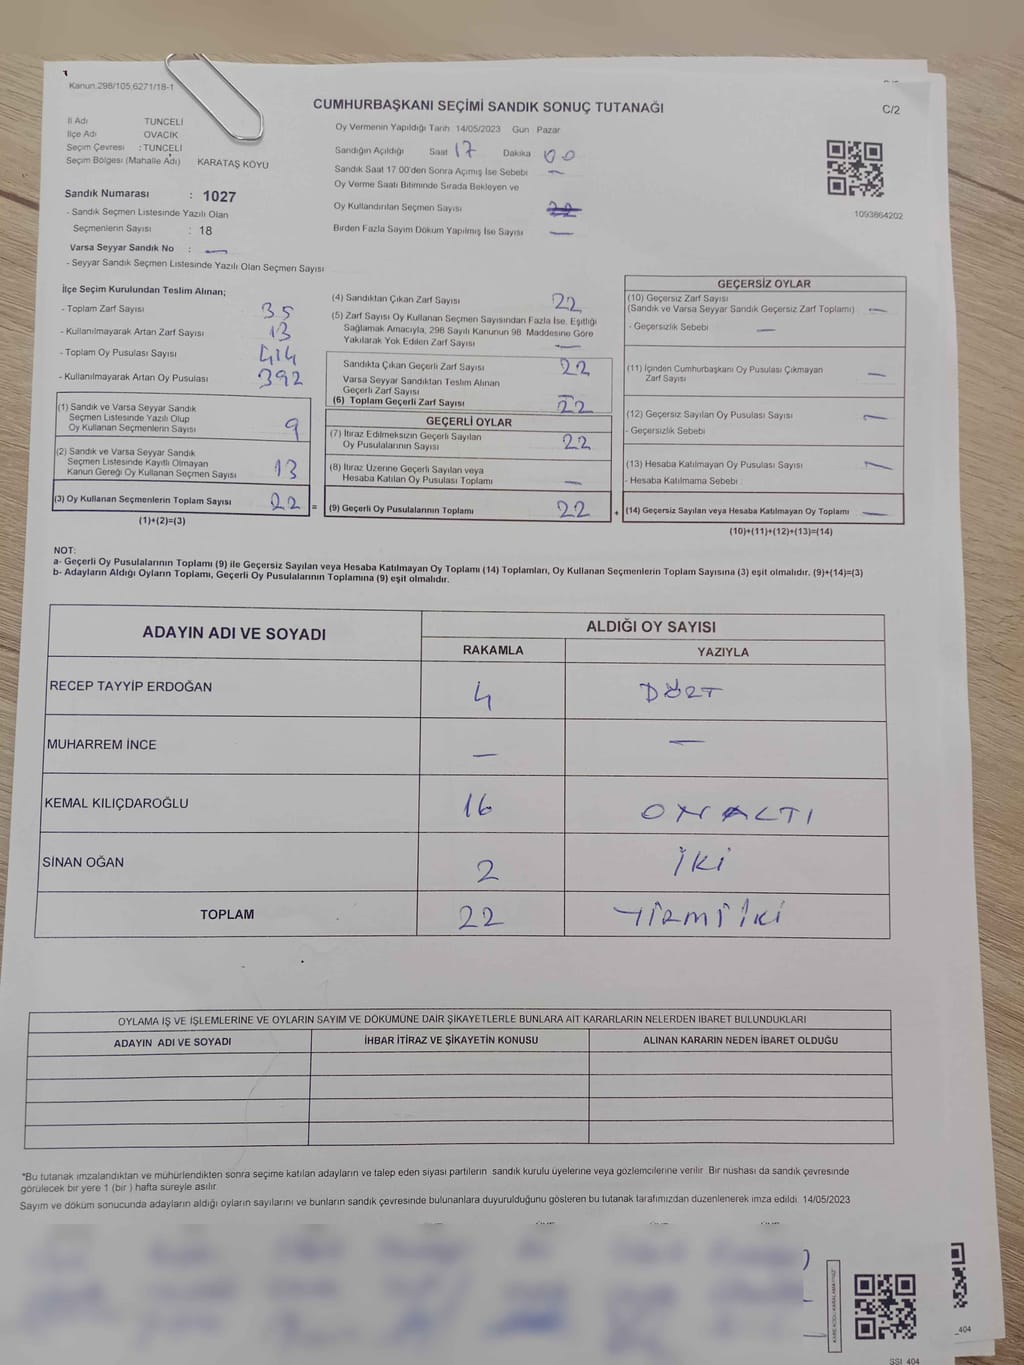 Kanun.298/105,6271/18-1
CUMHURBAŞKANI SEÇİMİ SANDIK SONUÇ TUTANAĞI
C/2
İl Adı TUNCELİ
İlçe Adı OVACIK
Seçim Çevresi : TUNCELİ
Seçim Bölgesi (Mahalle Adı) KARATAŞ KÖYÜ
Sandık Numarası : 1027
- Sandık Seçmen Listesinde Yazılı Olan
Seçmenlerin Sayısı : 18
Varsa Seyyar Sandık No : —
- Seyyar Sandık Seçmen Listesinde Yazılı Olan Seçmen Sayısı
Oy Vermenin Yapıldığı Tarih 14/05/2023 Gün Pazar
Sandığın Açıldığı Saat 17 Dakika 00
Sandık Saat 17 00'den Sonra Açımış İse Sebebi —
Oy Verme Saati Bitiminde Sırada Bekleyen ve
Oy Kullandırılan Seçmen Sayısı 22
Birden Fazla Sayım Döküm Yapılmış İse Sayısı —
1093864202
İlçe Seçim Kurulundan Teslim Alınan;
- Toplam Zarf Sayısı 35
- Kullanılmayarak Artan Zarf Sayısı 13
- Toplam Oy Pusulası Sayısı 414
- Kullanılmayarak Artan Oy Pusulası 392
(1) Sandık ve Varsa Seyyar Sandık
Seçmen Listesinde Yazılı Olup
Oy Kullanan Seçmenlerin Sayısı 9
(2) Sandık ve Varsa Seyyar Sandık
Seçmen Listesinde Kayıtlı Olmayan
Kanun Gereği Oy Kullanan Seçmen Sayısı 13
(3) Oy Kullanan Seçmenlerin Toplam Sayısı 22 =
(1)+(2)=(3)
(4) Sandıktan Çıkan Zarf Sayısı 22
(5) Zarf Sayısı Oy Kullanan Seçmen Sayısından Fazla İse, Eşitliği
Sağlamak Amacıyla, 298 Sayılı Kanunun 98. Maddesine Göre
Yakılarak Yok Edilen Zarf Sayısı —
Sandıkta Çıkan Geçerli Zarf Sayısı 22
Varsa Seyyar Sandıktan Teslim Alınan
Geçerli Zarf Sayısı —
(6) Toplam Geçerli Zarf Sayısı 22
GEÇERLİ OYLAR
(7) İtiraz Edilmeksizin Geçerli Sayılan
Oy Pusulalarının Sayısı 22
(8) İtiraz Üzerine Geçerli Sayılan veya
Hesaba Katılan Oy Pusulası Toplamı —
(9) Geçerli Oy Pusulalarının Toplamı 22 +
GEÇERSİZ OYLAR
(10) Geçersiz Zarf Sayısı
(Sandık ve Varsa Seyyar Sandık Geçersiz Zarf Toplamı) —
- Geçersizlik Sebebi —
(11) İçinden Cumhurbaşkanı Oy Pusulası Çıkmayan
Zarf Sayısı —
(12) Geçersiz Sayılan Oy Pusulası Sayısı —
- Geçersizlik Sebebi
(13) Hesaba Katılmayan Oy Pusulası Sayısı —
- Hesaba Katılmama Sebebi
(14) Geçersiz Sayılan veya Hesaba Katılmayan Oy Toplamı —
(10)+(11)+(12)+(13)=(14)
NOT:
a- Geçerli Oy Pusulalarının Toplamı (9) ile Geçersiz Sayılan veya Hesaba Katılmayan Oy Toplamı (14) Toplamları, Oy Kullanan Seçmenlerin Toplam Sayısına (3) eşit olmalıdır. (9)+(14)=(3)
b- Adayların Aldığı Oyların Toplamı, Geçerli Oy Pusulalarının Toplamına (9) eşit olmalıdır.
ADAYIN ADI VE SOYADI ALDIĞI OY SAYISI
RAKAMLA YAZIYLA
RECEP TAYYİP ERDOĞAN 4 DÖRT
MUHARREM İNCE — —
KEMAL KILIÇDAROĞLU 16 ONALTI
SİNAN OĞAN 2 İKİ
TOPLAM 22 YİRMİ İKİ
OYLAMA İŞ VE İŞLEMLERİNE VE OYLARIN SAYIM VE DÖKÜMÜNE DAİR ŞİKAYETLERLE BUNLARA AİT KARARLARIN NELERDEN İBARET BULUNDUKLARI
ADAYIN ADI VE SOYADI İHBAR İTİRAZ VE ŞİKAYETİN KONUSU ALINAN KARARIN NEDEN İBARET OLDUĞU
*Bu tutanak imzalandıktan ve mühürlendikten sonra seçime katılan adayların ve talep eden siyasi partilerin sandık kurulu üyelerine veya gözlemcilerine verilir Bir nüshası da sandık çevresinde
görülecek bir yere 1 (bir ) hafta süreyle asılır.
Sayım ve döküm sonucunda adayların aldığı oyların sayılarını ve bunların sandık çevresinde bulunanlara duyurulduğunu gösteren bu tutanak tarafımızdan düzenlenerek imza edildi. 14/05/2023
_404
SSI 404